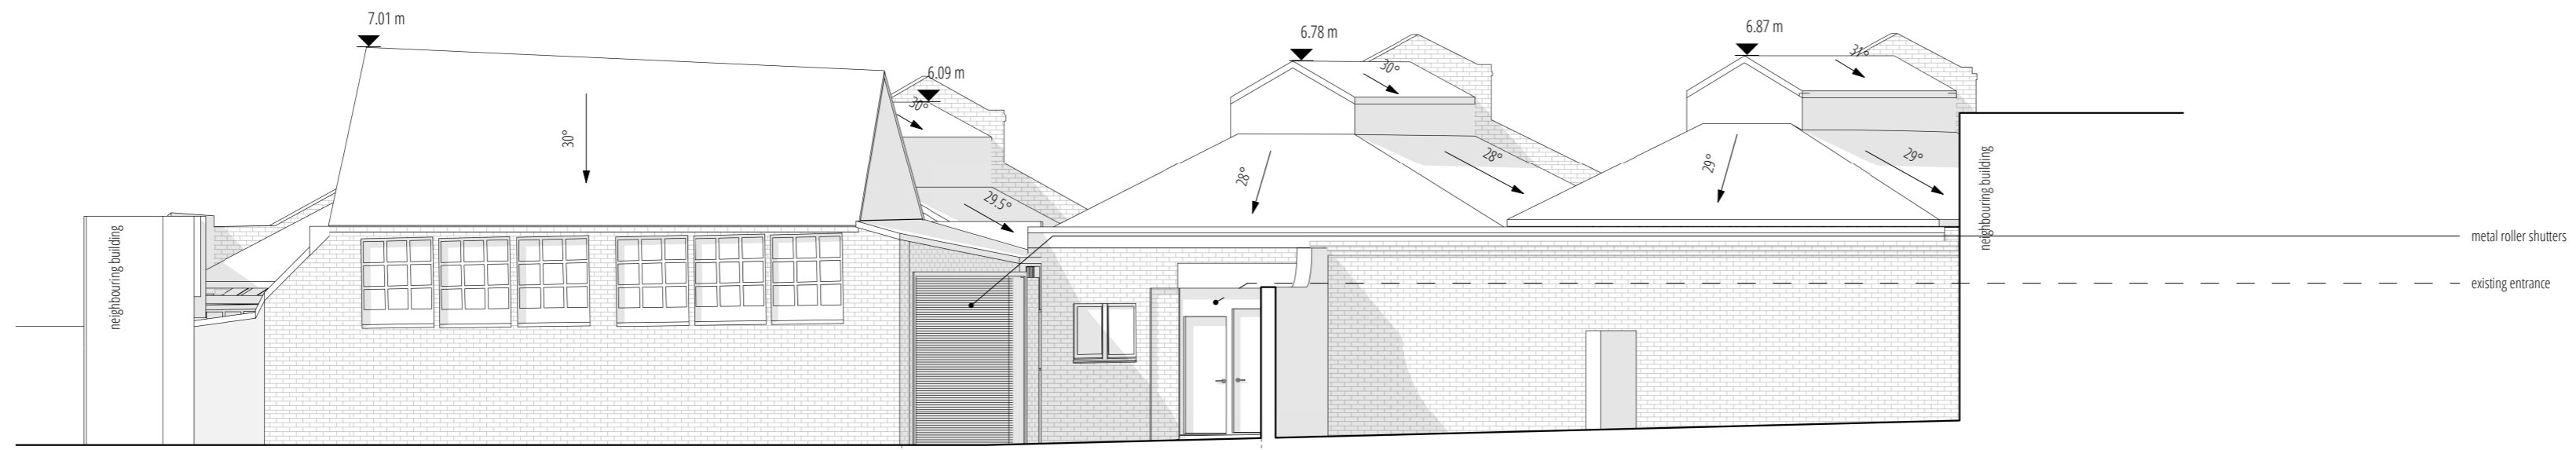 7.01 m
6.09 m
6.78 m
6.87 m
30°
30°
30°
31°
29.5°
28°
28°
29°
29°
neighbouring building
neighbouring building
metal roller shutters
existing entrance